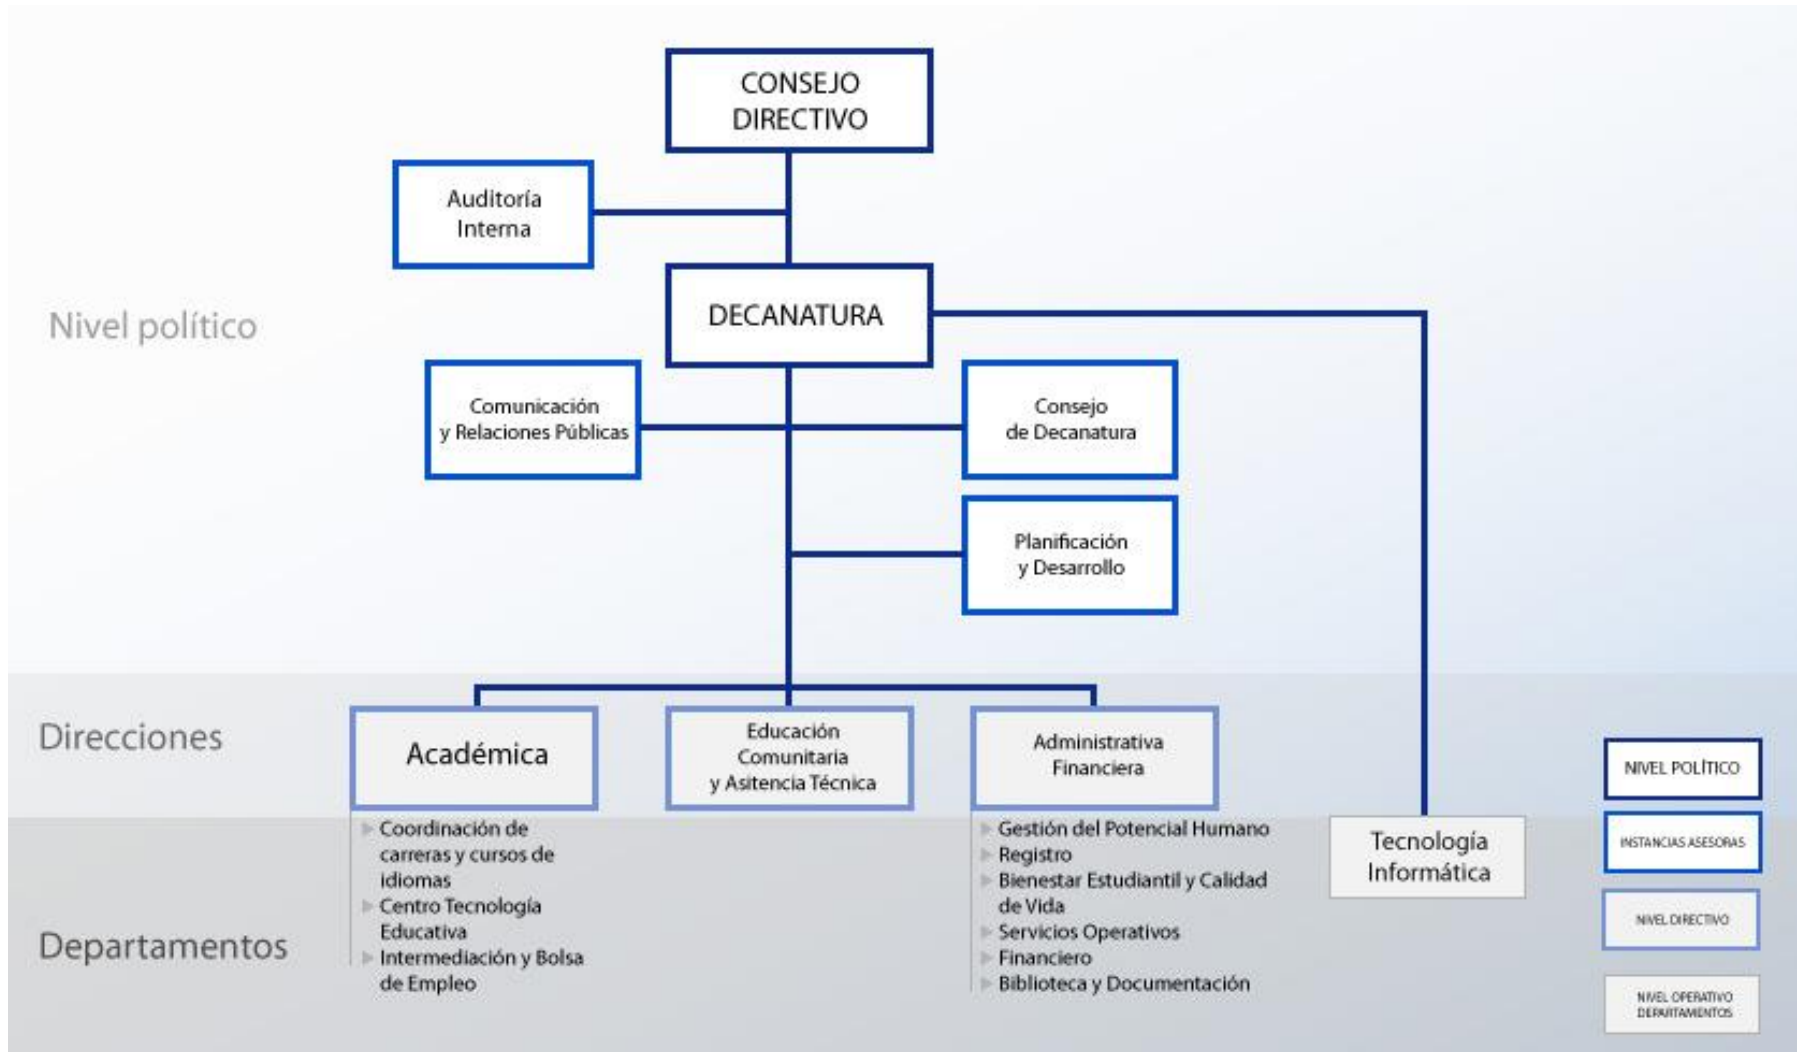 CONSEJO
DIRECTIVO
Auditoría
Interna
Nivel político
DECANATURA
Comunicación
y Relaciones Públicas
Consejo
de Decanatura
Planificación
y Desarrollo
Direcciones
Académica
Educación
Comunitaria
y Asitencia Técnica
Administrativa
Financiera
NIVEL POLÍTICO
INSTANCIAS ASESORAS
NIVEL DIRECTIVO
NIVEL OPERATIVO
DEPARTAMENTOS
Departamentos
Coordinación de
carreras y cursos de
idiomas
Centro Tecnología
Educativa
Intermediación y Bolsa
de Empleo
Gestión del Potencial Humano
Registro
Bienestar Estudiantil y Calidad
de Vida
Servicios Operativos
Financiero
Biblioteca y Documentación
Tecnología
Informática